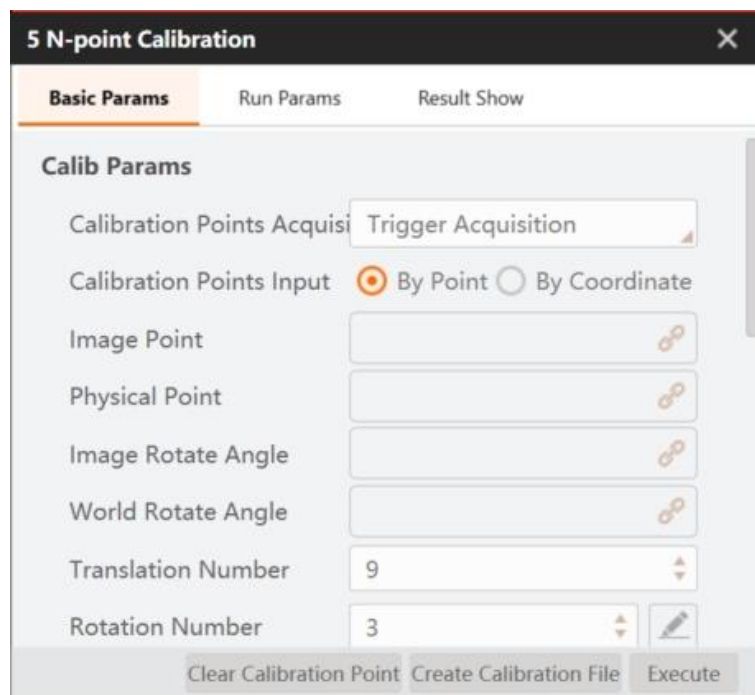 5 N-point Calibration
Basic Params Run Params Result Show
Calib Params
Calibration Points Acquisi Trigger Acquisition
Calibration Points Input By Point By Coordinate
Image Point
Physical Point
Image Rotate Angle
World Rotate Angle
Translation Number 9
Rotation Number 3
Clear Calibration Point Create Calibration File Execute